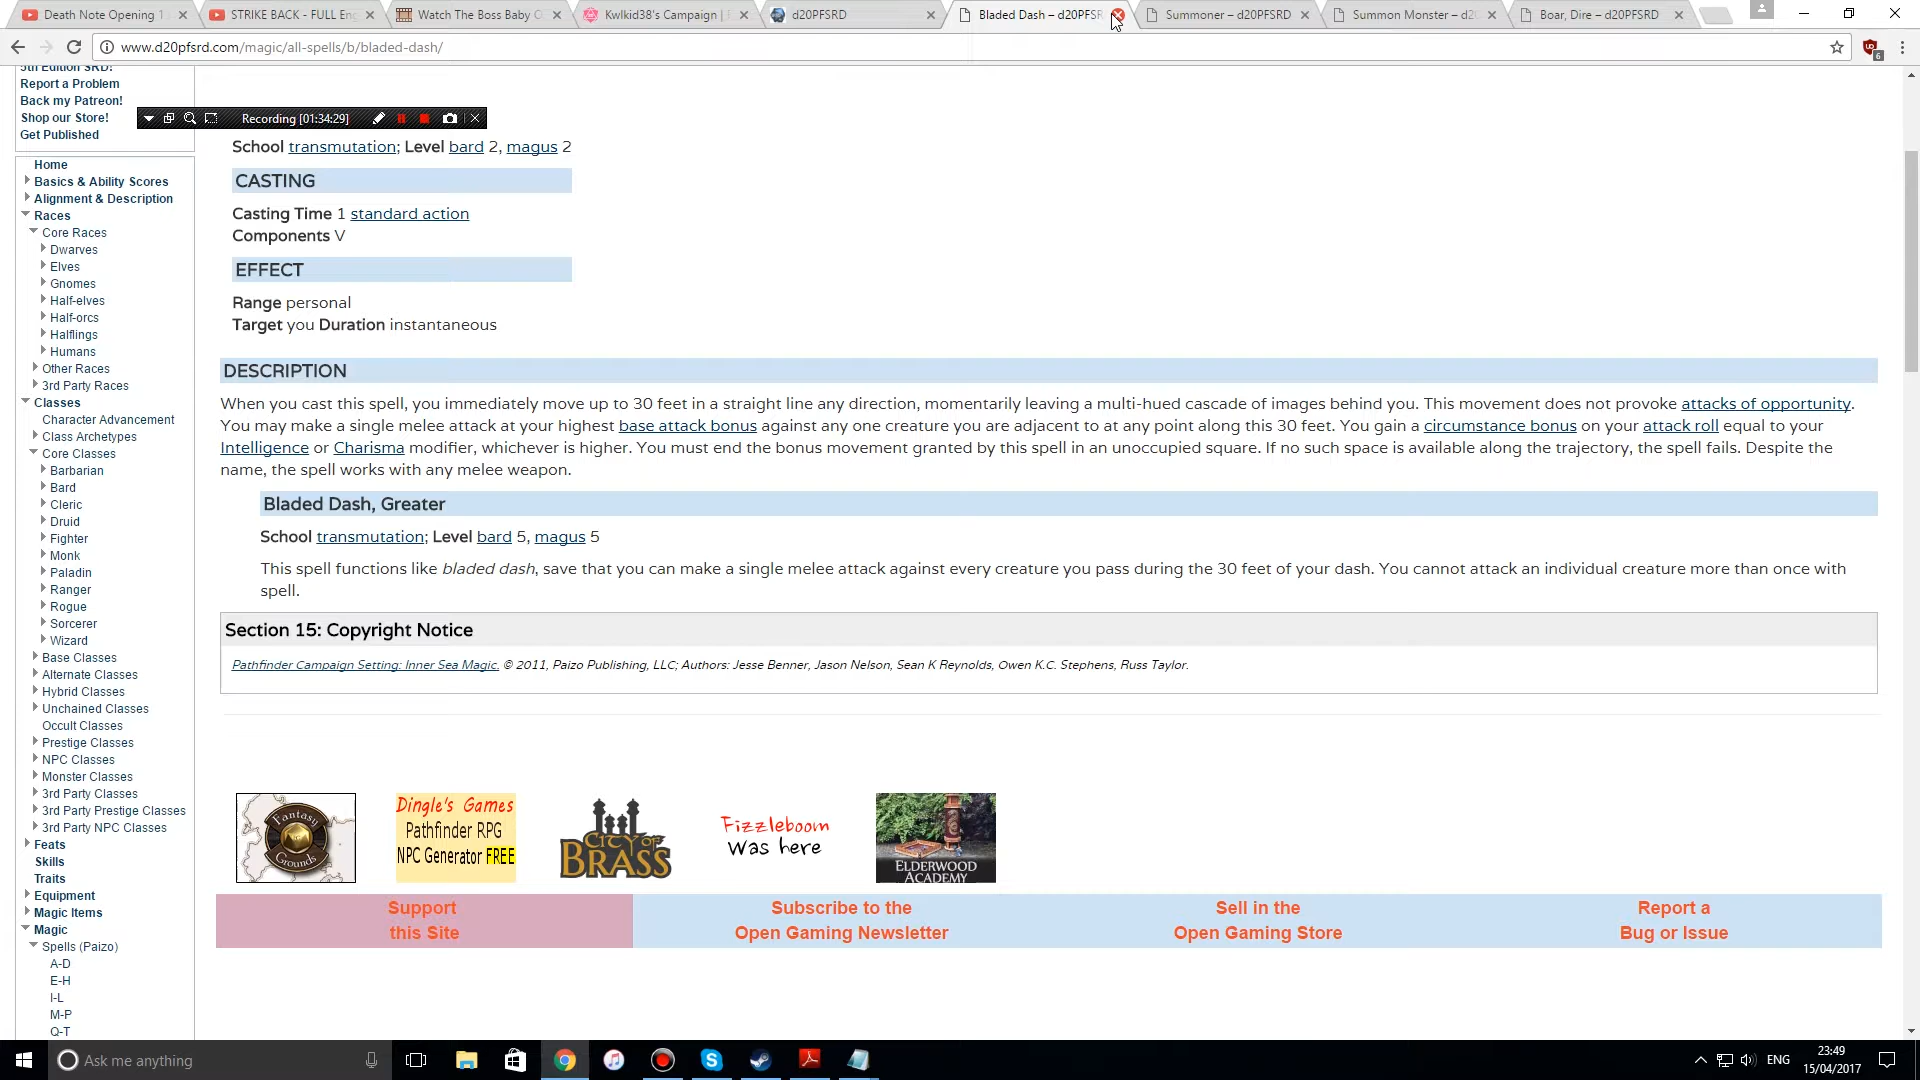 Death Note Opening 1
STRIKE BACK - FULL En
Watch The Boss Baby O
Kwlkid38's Campaign |
d20PFSRD
Bladed Dash – d20PFSR
Summoner – d20PFSRD
Summon Monster – d2
Boar, Dire – d20PFSRD
www.d20pfsrd.com/magic/all-spells/b/bladed-dash/
5th Edition SRD!
Report a Problem
Back my Patreon!
Shop our Store!
Get Published
Recording [01:34:29]
Home
Basics & Ability Scores
Alignment & Description
Races
Core Races
Dwarves
Elves
Gnomes
Half-elves
Half-orcs
Halflings
Humans
Other Races
3rd Party Races
Classes
Character Advancement
Class Archetypes
Core Classes
Barbarian
Bard
Cleric
Druid
Fighter
Monk
Paladin
Ranger
Rogue
Sorcerer
Wizard
Base Classes
Alternate Classes
Hybrid Classes
Unchained Classes
Occult Classes
Prestige Classes
NPC Classes
Monster Classes
3rd Party Classes
3rd Party Prestige Classes
3rd Party NPC Classes
Feats
Skills
Traits
Equipment
Magic Items
Magic
Spells (Paizo)
A-D
E-H
I-L
M-P
Q-T
School transmutation; Level bard 2, magus 2
CASTING
Casting Time 1 standard action
Components V
EFFECT
Range personal
Target you Duration instantaneous
DESCRIPTION
When you cast this spell, you immediately move up to 30 feet in a straight line any direction, momentarily leaving a multi-hued cascade of images behind you. This movement does not provoke attacks of opportunity.
You may make a single melee attack at your highest base attack bonus against any one creature you are adjacent to at any point along this 30 feet. You gain a circumstance bonus on your attack roll equal to your
Intelligence or Charisma modifier, whichever is higher. You must end the bonus movement granted by this spell in an unoccupied square. If no such space is available along the trajectory, the spell fails. Despite the
name, the spell works with any melee weapon.
Bladed Dash, Greater
School transmutation; Level bard 5, magus 5
This spell functions like bladed dash, save that you can make a single melee attack against every creature you pass during the 30 feet of your dash. You cannot attack an individual creature more than once with
spell.
Section 15: Copyright Notice
Pathfinder Campaign Setting: Inner Sea Magic. © 2011, Paizo Publishing, LLC; Authors: Jesse Benner, Jason Nelson, Sean K Reynolds, Owen K.C. Stephens, Russ Taylor.
Fantasy
Grounds
Dingle's Games
Pathfinder RPG
NPC Generator FREE
CITY OF
BRASS
Fizzleboom
Was here
ELDERWOOD
ACADEMY
Support
this Site
Subscribe to the
Open Gaming Newsletter
Sell in the
Open Gaming Store
Report a
Bug or Issue
Ask me anything
ENG
23:49
15/04/2017